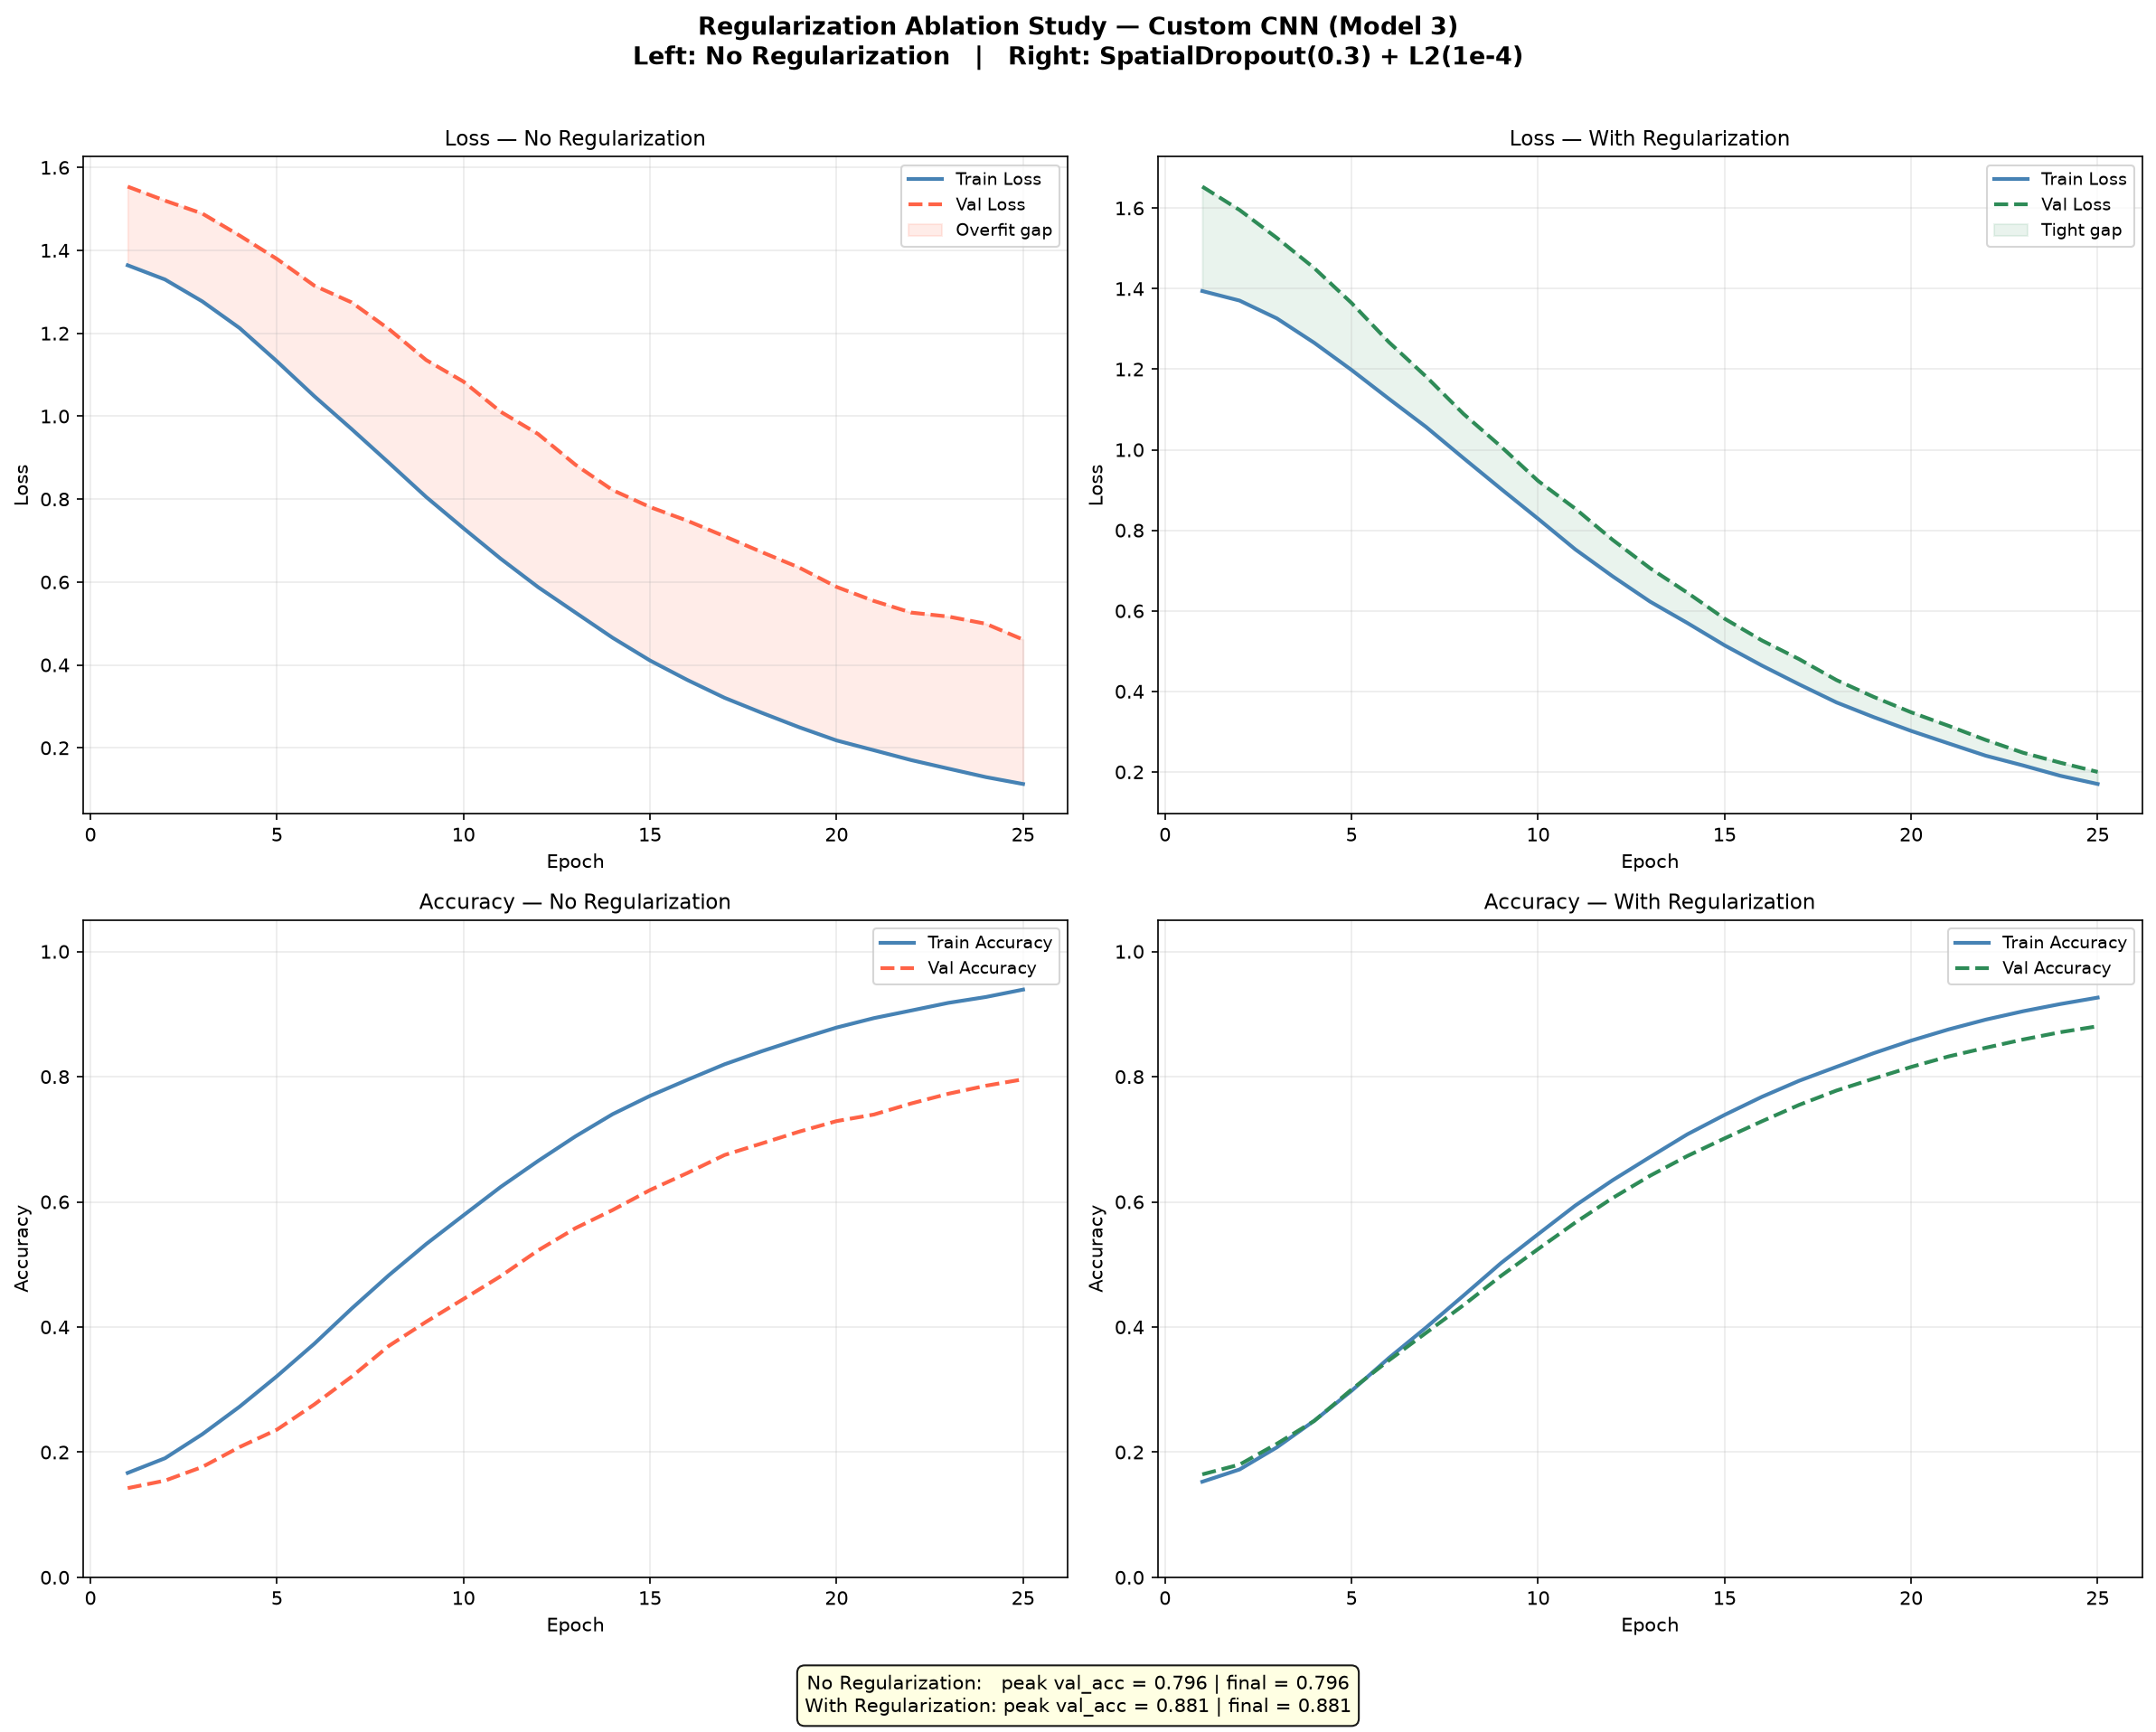 Regularization Ablation Study — Custom CNN (Model 3)
Left: No Regularization | Right: SpatialDropout(0.3) + L2(1e-4)
Loss — No Regularization
Train Loss
Val Loss
Overfit gap
1.6
1.4
1.2
1.0
0.8
0.6
0.4
0.2
Loss
0 5 10 15 20 25
Epoch
Loss — With Regularization
Train Loss
Val Loss
Tight gap
1.6
1.4
1.2
1.0
0.8
0.6
0.4
0.2
Loss
0 5 10 15 20 25
Epoch
Accuracy — No Regularization
Train Accuracy
Val Accuracy
1.0
0.8
0.6
0.4
0.2
0.0
Accuracy
0 5 10 15 20 25
Epoch
Accuracy — With Regularization
Train Accuracy
Val Accuracy
1.0
0.8
0.6
0.4
0.2
0.0
Accuracy
0 5 10 15 20 25
Epoch
No Regularization: peak val_acc = 0.796 | final = 0.796
With Regularization: peak val_acc = 0.881 | final = 0.881